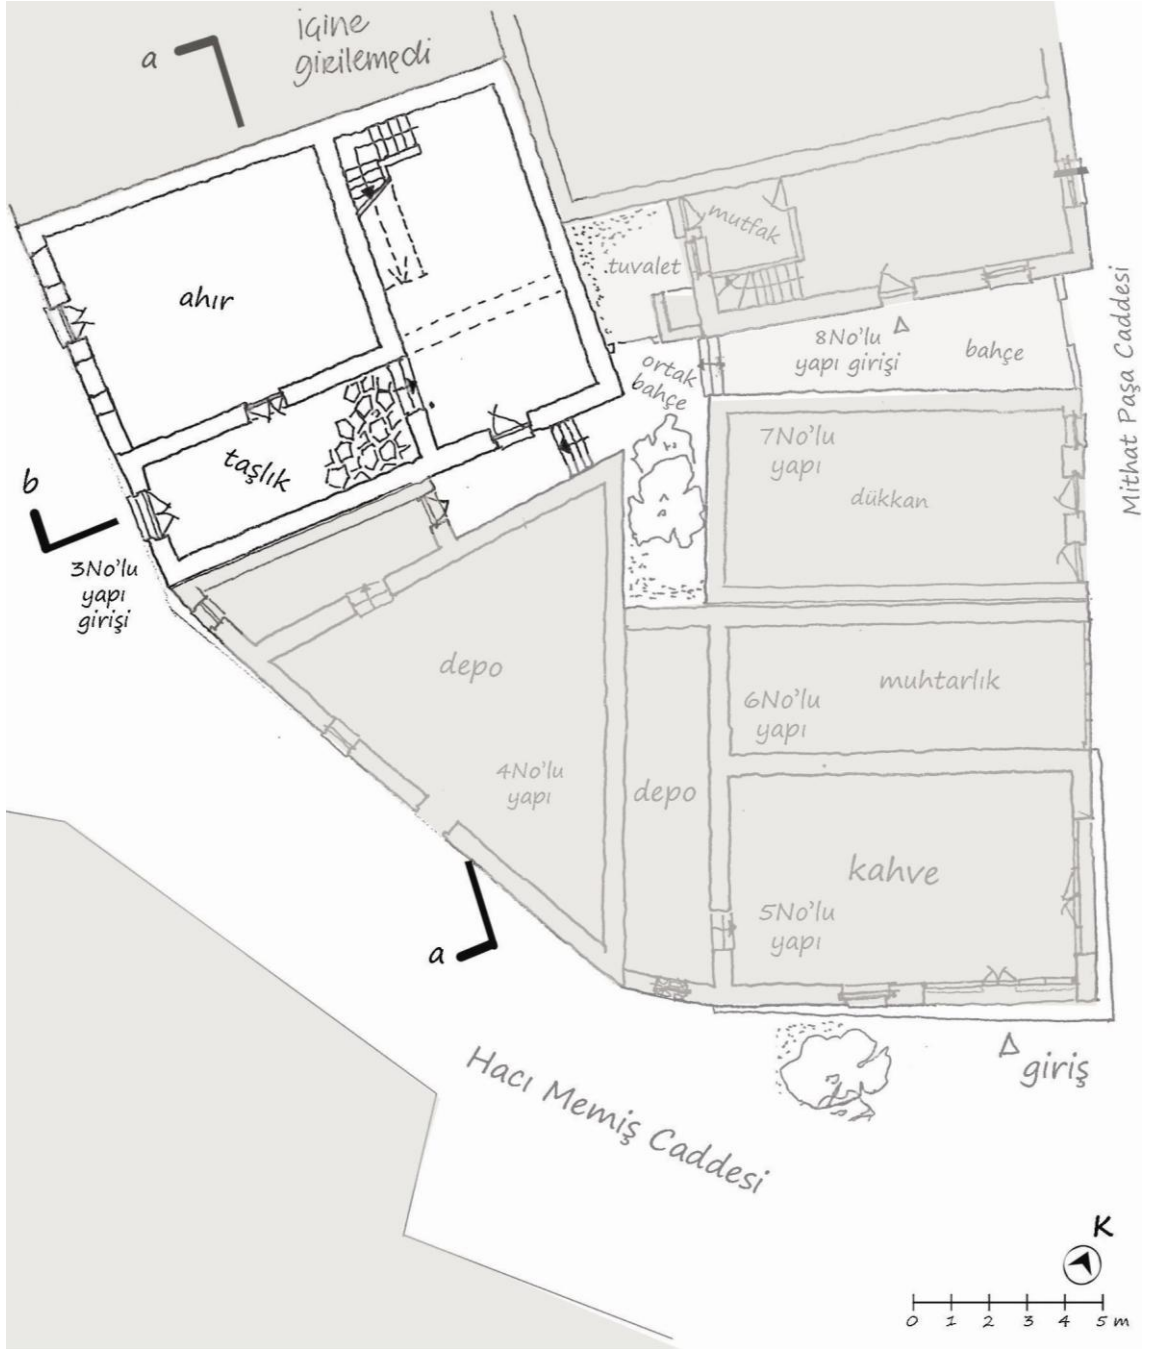 içine
girilemedi
a
mutfak
tuvalet
ahır
8No'lu
yapı girişi
bahçe
Mithat Paşa Caddesi
ortak
bahçe
7No'lu
yapı
taşlık
dükkan
b
3No'lu
yapı
girişi
depo
muhtarlık
6No'lu
yapı
4No'lu
yapı
depo
kahve
5No'lu
yapı
a
giriş
Hacı Memiş Caddesi
K
0 1 2 3 4 5 m